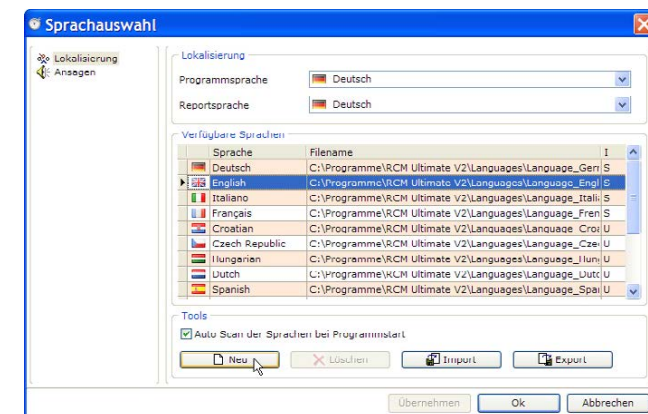 Sprachauswahl
Lokalisierung
Ansagen
Lokalisierung
Programmsprache Deutsch
Reportsprache Deutsch
Verfügbare Sprachen
Sprache Filename I
Deutsch C:\Programme\RCM Ultimate V2\Languages\Language_Gerr S
English C:\Programme\RCM Ultimate V2\Languages\Language_Engl S
Italiano C:\Programme\RCM Ultimate V2\Languages\Language_Itali S
Français C:\Programme\RCM Ultimate V2\Languages\Language_Fren S
Croatian C:\Programme\RCM Ultimate V2\Languages\Language_Croa U
Czech Republic C:\Programme\RCM Ultimate V2\Languages\Language_Czec U
Hungarian C:\Programme\RCM Ultimate V2\Languages\Language_Hung U
Dutch C:\Programme\RCM Ultimate V2\Languages\Language_Dutc U
Spanish C:\Programme\RCM Ultimate V2\Languages\Language_Spar U
Tools
Auto Scan der Sprachen bei Programmstart
Neu Löschen Import Export
Übernehmen Ok Abbrechen